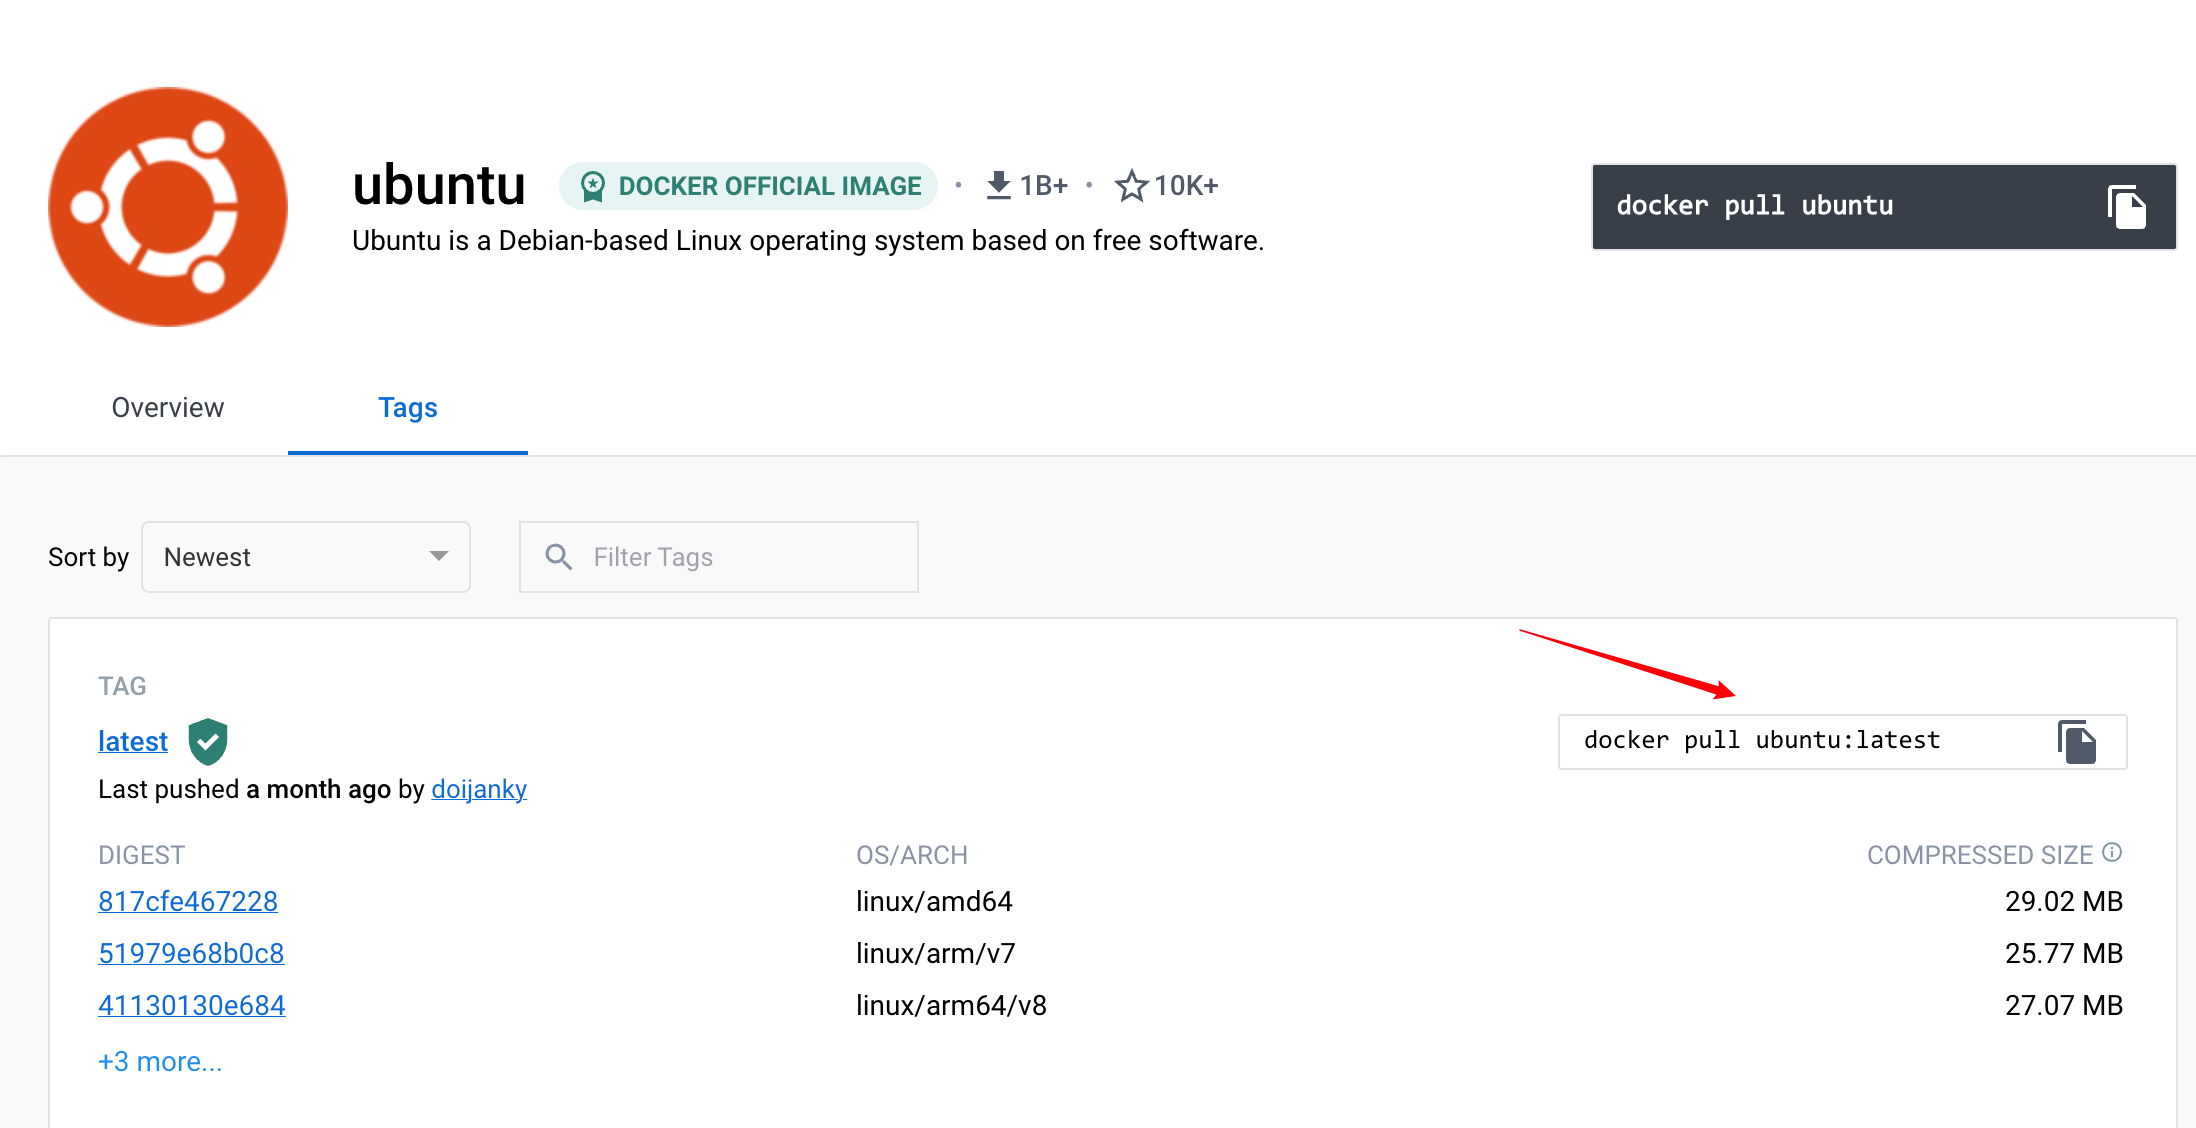 ubuntu
DOCKER OFFICIAL IMAGE · 1B+ · 10K+
Ubuntu is a Debian-based Linux operating system based on free software.
docker pull ubuntu
Overview
Tags
Sort by
Newest
Filter Tags
TAG
latest
docker pull ubuntu:latest
Last pushed a month ago by doijanky
DIGEST
OS/ARCH
COMPRESSED SIZE
817cfe467228
linux/amd64
29.02 MB
51979e68b0c8
linux/arm/v7
25.77 MB
41130130e684
linux/arm64/v8
27.07 MB
+3 more...